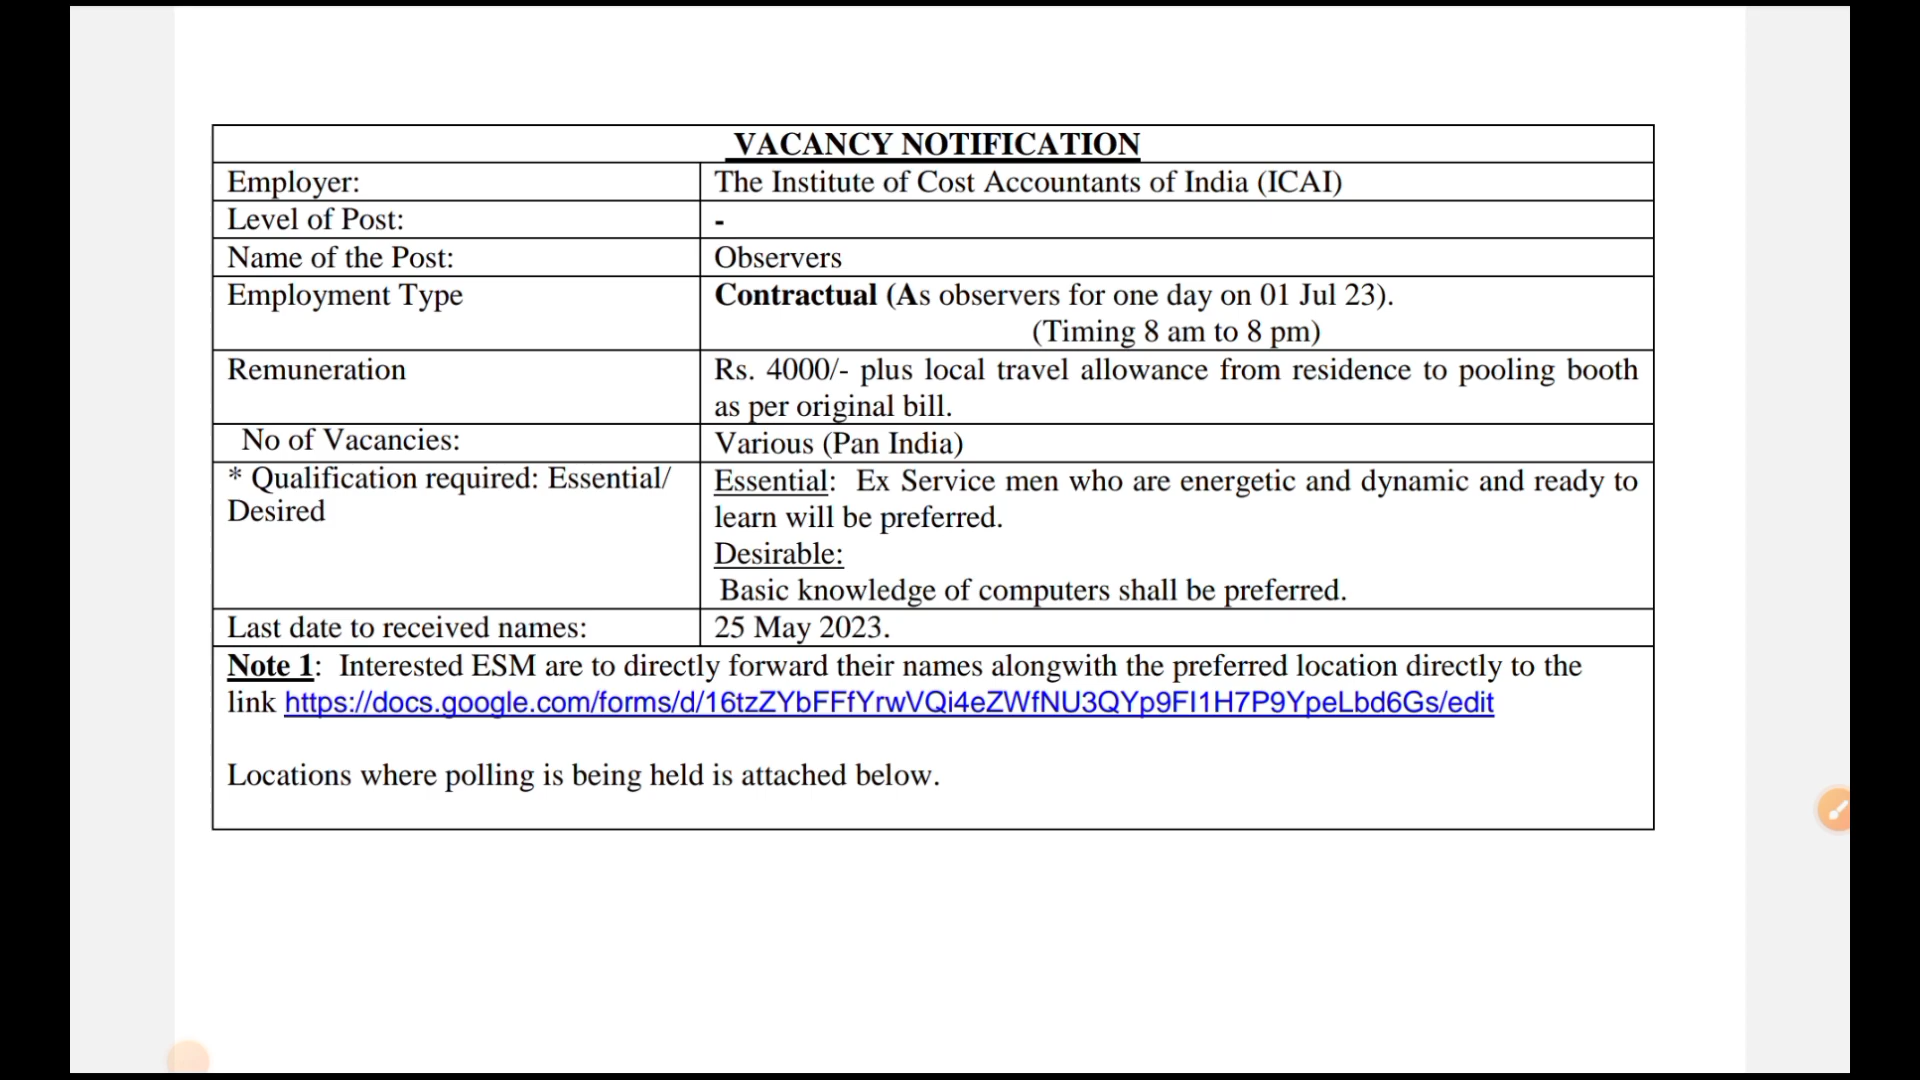 VACANCY NOTIFICATION
Employer:
The Institute of Cost Accountants of India (ICAI)
Level of Post:
-
Name of the Post:
Observers
Employment Type
Contractual (As observers for one day on 01 Jul 23).
(Timing 8 am to 8 pm)
Remuneration
Rs. 4000/- plus local travel allowance from residence to pooling booth
as per original bill.
No of Vacancies:
Various (Pan India)
* Qualification required: Essential/
Desired
Essential: Ex Service men who are energetic and dynamic and ready to
learn will be preferred.
Desirable:
Basic knowledge of computers shall be preferred.
Last date to received names:
25 May 2023.
Note 1: Interested ESM are to directly forward their names alongwith the preferred location directly to the
link https://docs.google.com/forms/d/16tzZYbFFfYrwVQi4eZWfNU3QYp9FI1H7P9YpeLbd6Gs/edit
Locations where polling is being held is attached below.